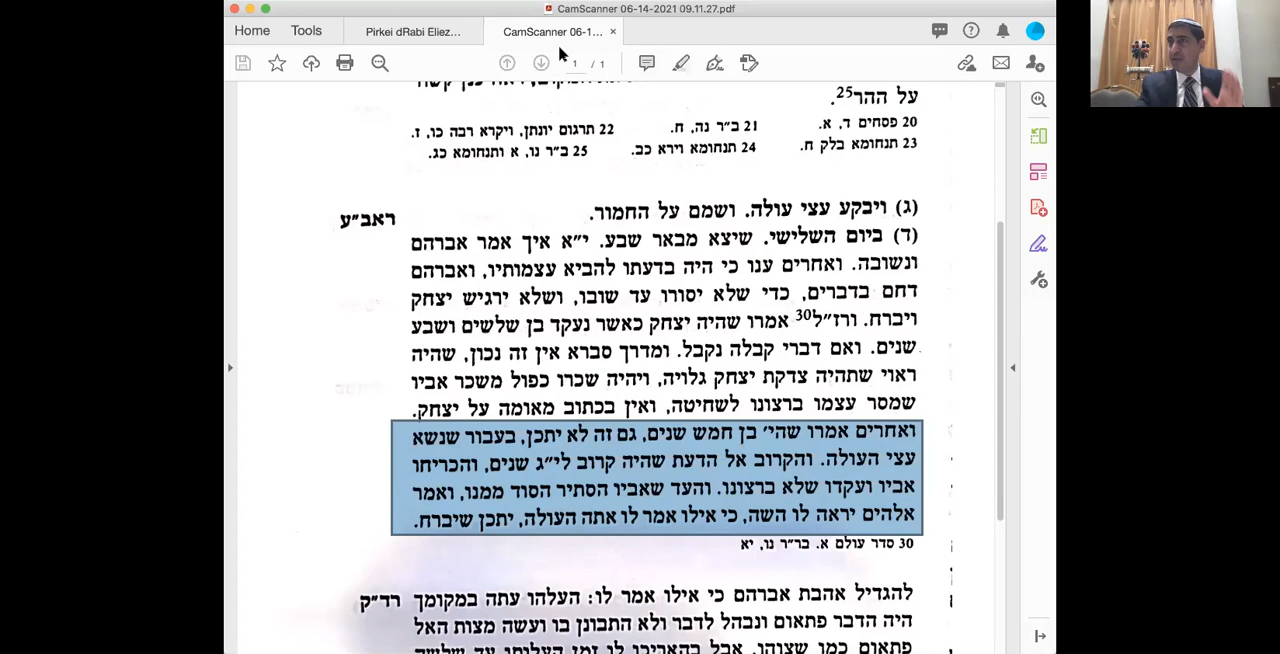 CamScanner 06-14-2021 09.11.27.pdf
Home
Tools
Pirkei dRabi Eliez...
CamScanner 06-1...
1 / 1
על ההר25.
20 פסחים ד, א.
21 ב״ר נה, ח.
22 תרגום יונתן, ויקרא רבה כו, ז.
23 תנחומא בלק ח.
24 תנחומא וירא כב.
25 ב״ר נו, א ותנחומא כג.
ראב״ע
(ג) ויבקע עצי עולה. ושמם על החמור.
(ד) ביום השלישי. שיצא מבאר שבע. י״א איך אמר אברהם
ונשובה. ואחרים ענו כי היה בדעתו להביא עצמותיו, ואברהם
דחם בדברים, כדי שלא יסורו עד שובו, ושלא ירגיש יצחק
ויברח. ורז״ל30 אמרו שהיה יצחק כאשר נעקד בן שלשים ושבע
שנים. ואם דברי קבלה נקבל. ומדרך סברא אין זה נכון, שהיה
ראוי שתהיה צדקת יצחק גלויה, ויהיה שכרו כפול משכר אביו
שמסר עצמו ברצונו לשחיטה, ואין בכתוב מאומה על יצחק.
ואחרים אמרו שהי׳ בן חמש שנים, גם זה לא יתכן, בעבור שנשא
עצי העולה. והקרוב אל הדעת שהיה קרוב לי״ג שנים, והכריחו
אביו ועקדו שלא ברצונו. והעד שאביו הסתיר הסוד ממנו, ואמר
אלהים יראה לו השה, כי אילו אמר לו אתה העולה, יתכן שיברח.
30 סדר עולם א. בר״ר נו, יא
רד״ק
להגדיל אהבת אברהם כי אילו אמר לו: העלהו עתה במקומך
היה הדבר פתאום ונבהל לדבר ולא התבונן בו ועשה מצות האל